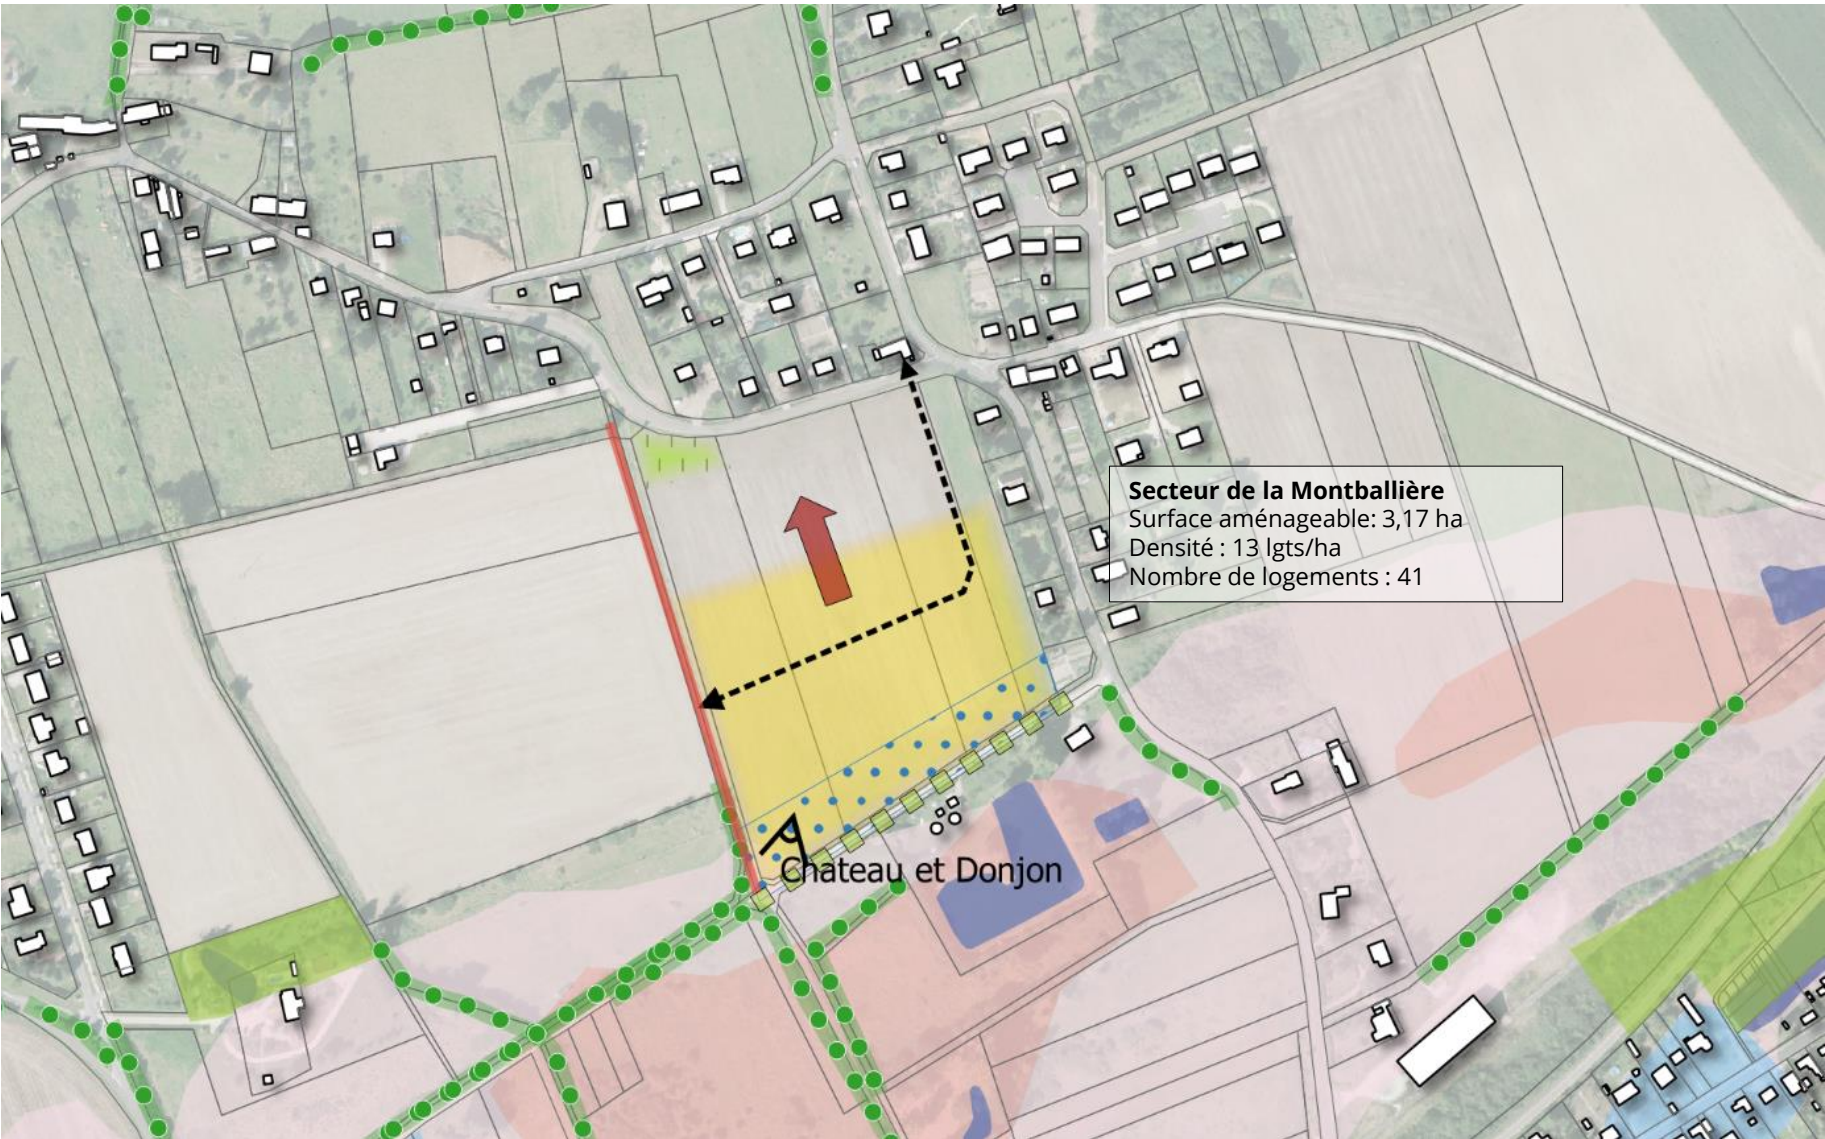 Secteur de la Montballière
Surface aménageable: 3,17 ha
Densité : 13 lgts/ha
Nombre de logements : 41
Chateau et Donjon